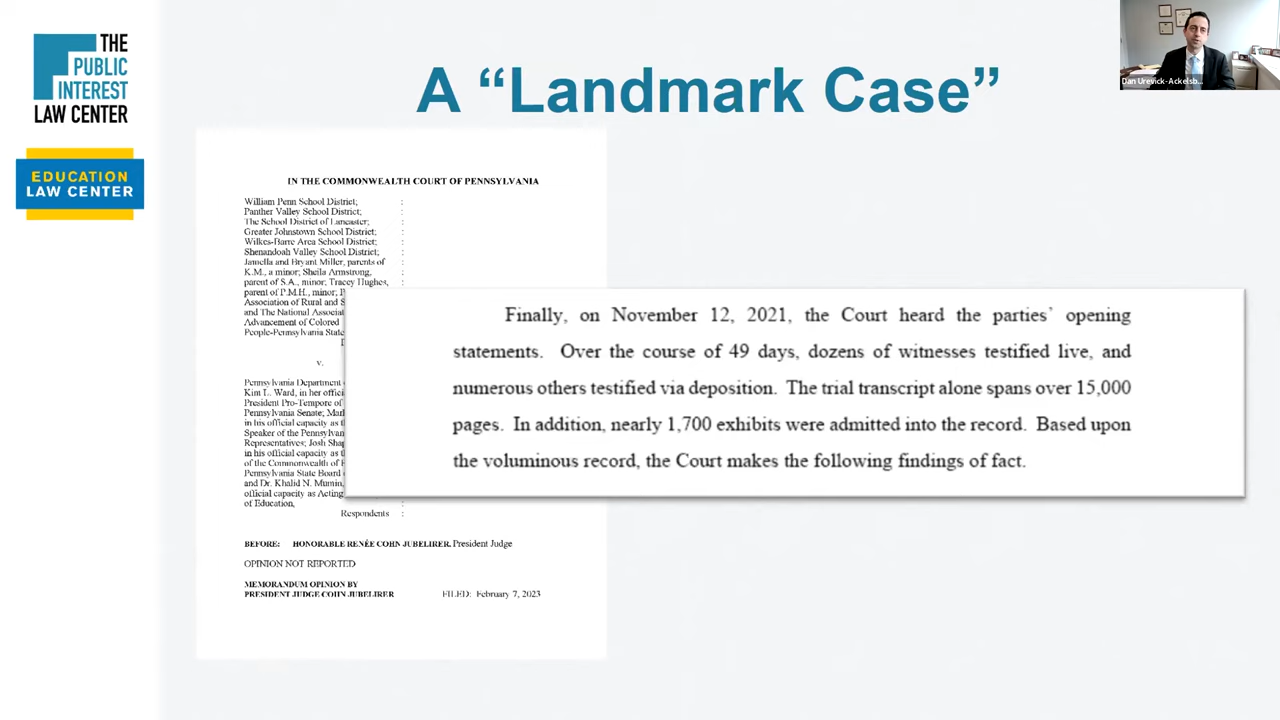 THE
PUBLIC
INTEREST
LAW CENTER
EDUCATION
LAW CENTER
A “Landmark Case”
Dan Urevick-Ackelsb...
IN THE COMMONWEALTH COURT OF PENNSYLVANIA
William Penn School District; :
Panther Valley School District; :
The School District of Lancaster; :
Greater Johnstown School District; :
Wilkes-Barre Area School District; :
Shenandoah Valley School District; :
Jamella and Bryant Miller, parents of :
K.M., a minor; Sheila Armstrong, :
parent of S.A., minor; Tracey Hughes, :
parent of P.M.H., minor;
Association of Rural and S
and The National Associat
Advancement of Colored
People-Pennsylvania State
v.
Pennsylvania Department
Kim L. Ward, in her offici
President Pro-Tempore of
Pennsylvania Senate; Mar
in his official capacity as th
Speaker of the Pennsylvan
Representatives; Josh Shap
in his official capacity as th
of the Commonwealth of
Pennsylvania State Board
and Dr. Khalid N. Mumin,
official capacity as Acting
of Education, :
Respondents :
Finally, on November 12, 2021, the Court heard the parties’ opening
statements. Over the course of 49 days, dozens of witnesses testified live, and
numerous others testified via deposition. The trial transcript alone spans over 15,000
pages. In addition, nearly 1,700 exhibits were admitted into the record. Based upon
the voluminous record, the Court makes the following findings of fact.
BEFORE: HONORABLE RENÉE COHN JUBELIRER, President Judge
OPINION NOT REPORTED
MEMORANDUM OPINION BY
PRESIDENT JUDGE COHN JUBELIRER FILED: February 7, 2023